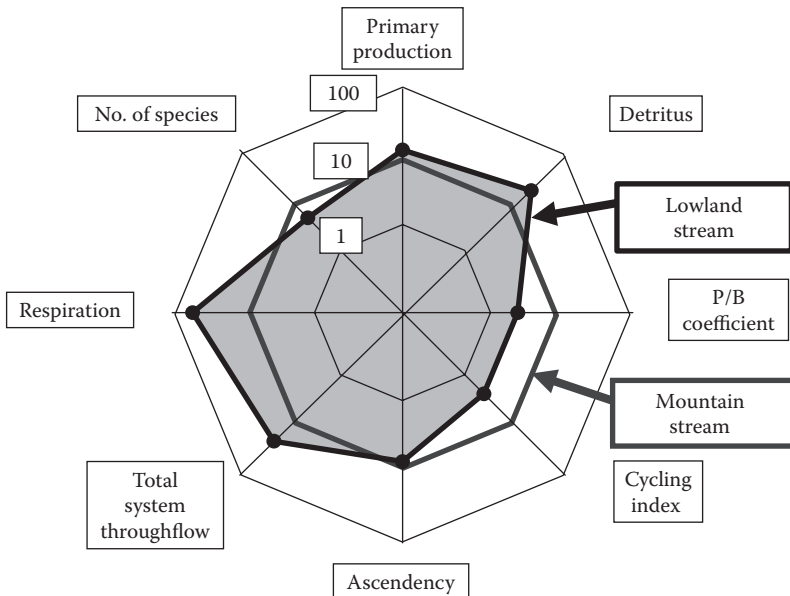 Primary
production
100
No. of species
Detritus
10
Lowland
stream
1
Respiration
P/B
coefficient
Mountain
stream
Total
system
throughflow
Cycling
index
Ascendency